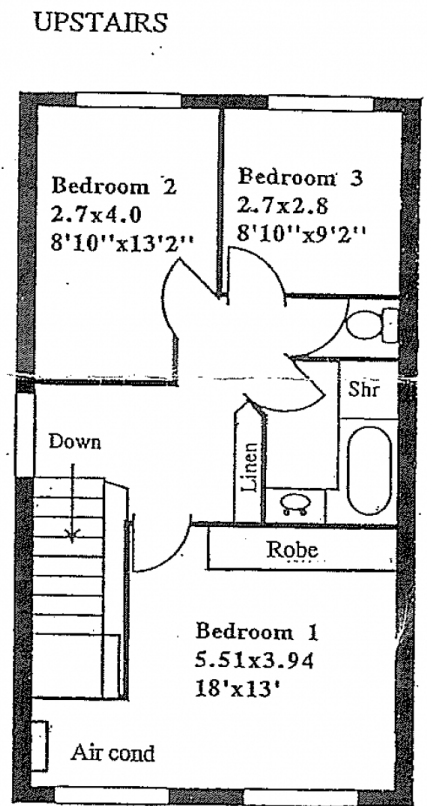 UPSTAIRS
Bedroom 2
2.7x4.0
8'10''x13'2''
Bedroom 3
2.7x2.8
8'10''x9'2''
Shr
Down
Linen
Robe
Bedroom 1
5.51x3.94
18'x13'
Air cond